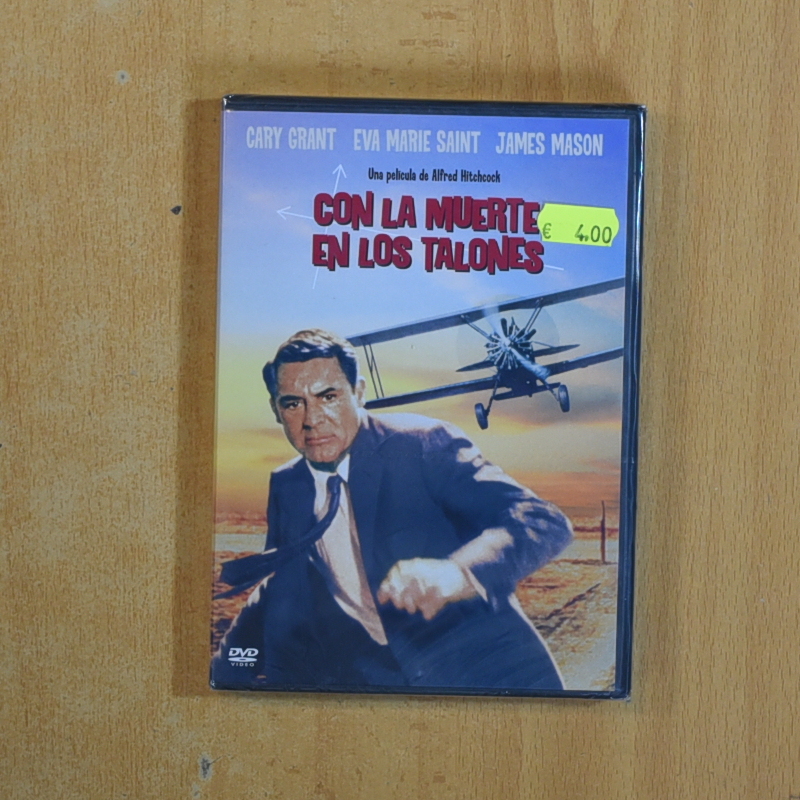 CARY GRANT EVA MARIE SAINT JAMES MASON
Una película de Alfred Hitchcock
CON LA MUERTE
EN LOS TALONES
€ 4.00
DVD
VIDEO